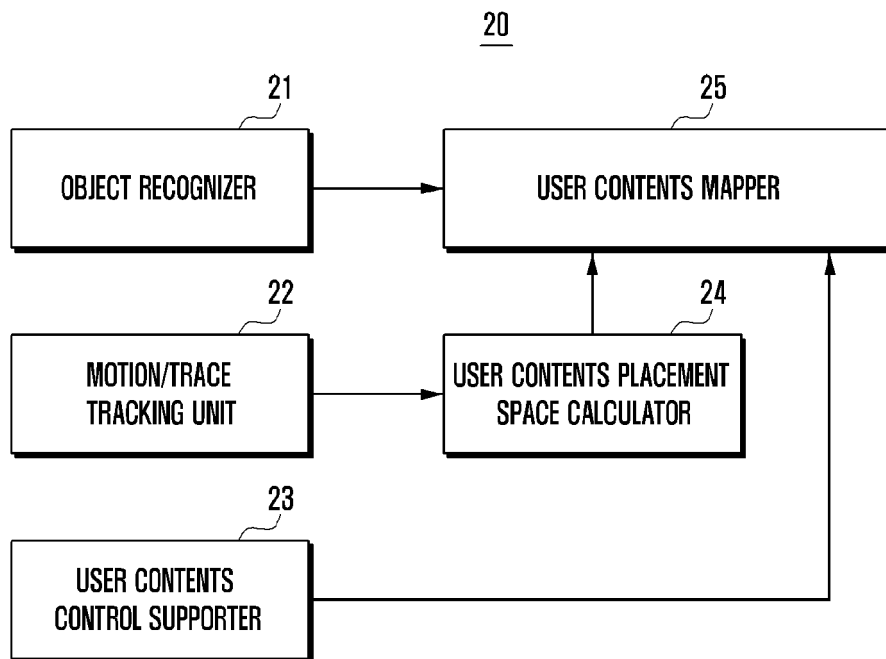 20
21
OBJECT RECOGNIZER
25
USER CONTENTS MAPPER
22
MOTION/TRACE
TRACKING UNIT
24
USER CONTENTS PLACEMENT
SPACE CALCULATOR
23
USER CONTENTS
CONTROL SUPPORTER